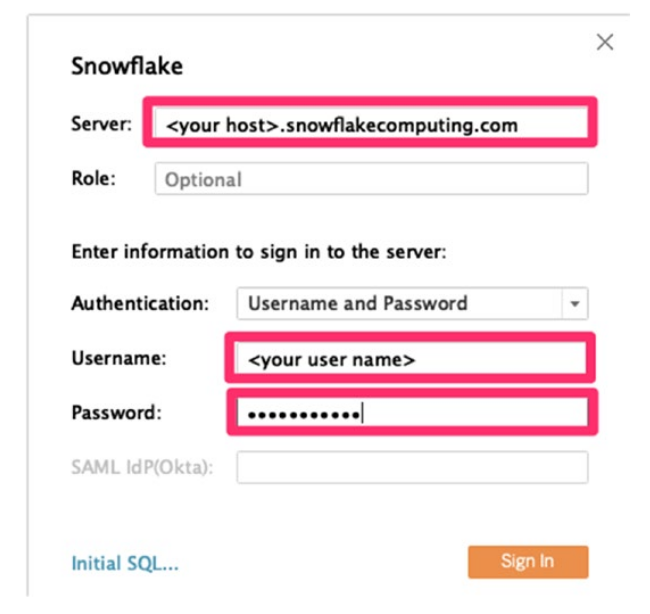 Snowflake
Server: <your host>.snowflakecomputing.com
Role: Optional
Enter information to sign in to the server:
Authentication: Username and Password
Username: <your user name>
Password: •••••••••••
SAML IdP(Okta):
Initial SQL... Sign In